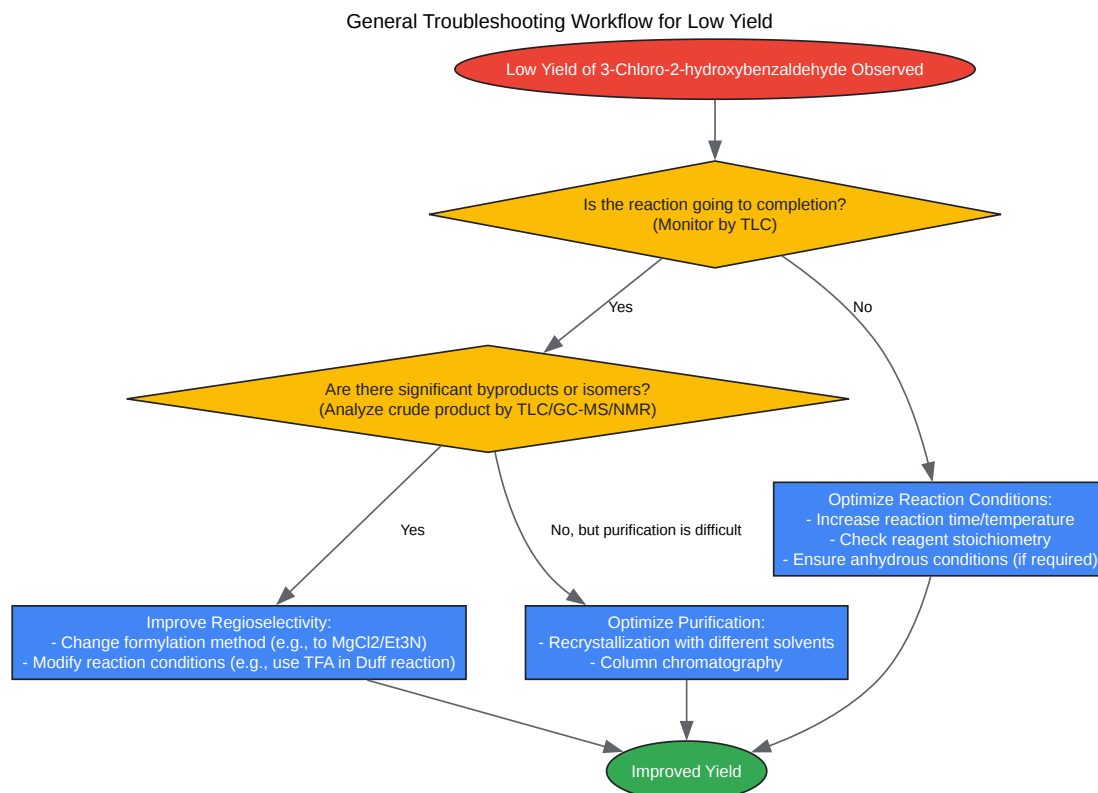 General Troubleshooting Workflow for Low Yield
Low Yield of 3-Chloro-2-hydroxybenzaldehyde Observed
Is the reaction going to completion?
(Monitor by TLC)
Yes
No
Are there significant byproducts or isomers?
(Analyze crude product by TLC/GC-MS/NMR)
Yes
No, but purification is difficult
Optimize Reaction Conditions:
- Increase reaction time/temperature
- Check reagent stoichiometry
- Ensure anhydrous conditions (if required)
Improve Regioselectivity:
- Change formylation method (e.g., to MgCl2/Et3N)
- Modify reaction conditions (e.g., use TFA in Duff reaction)
Optimize Purification:
- Recrystallization with different solvents
- Column chromatography
Improved Yield